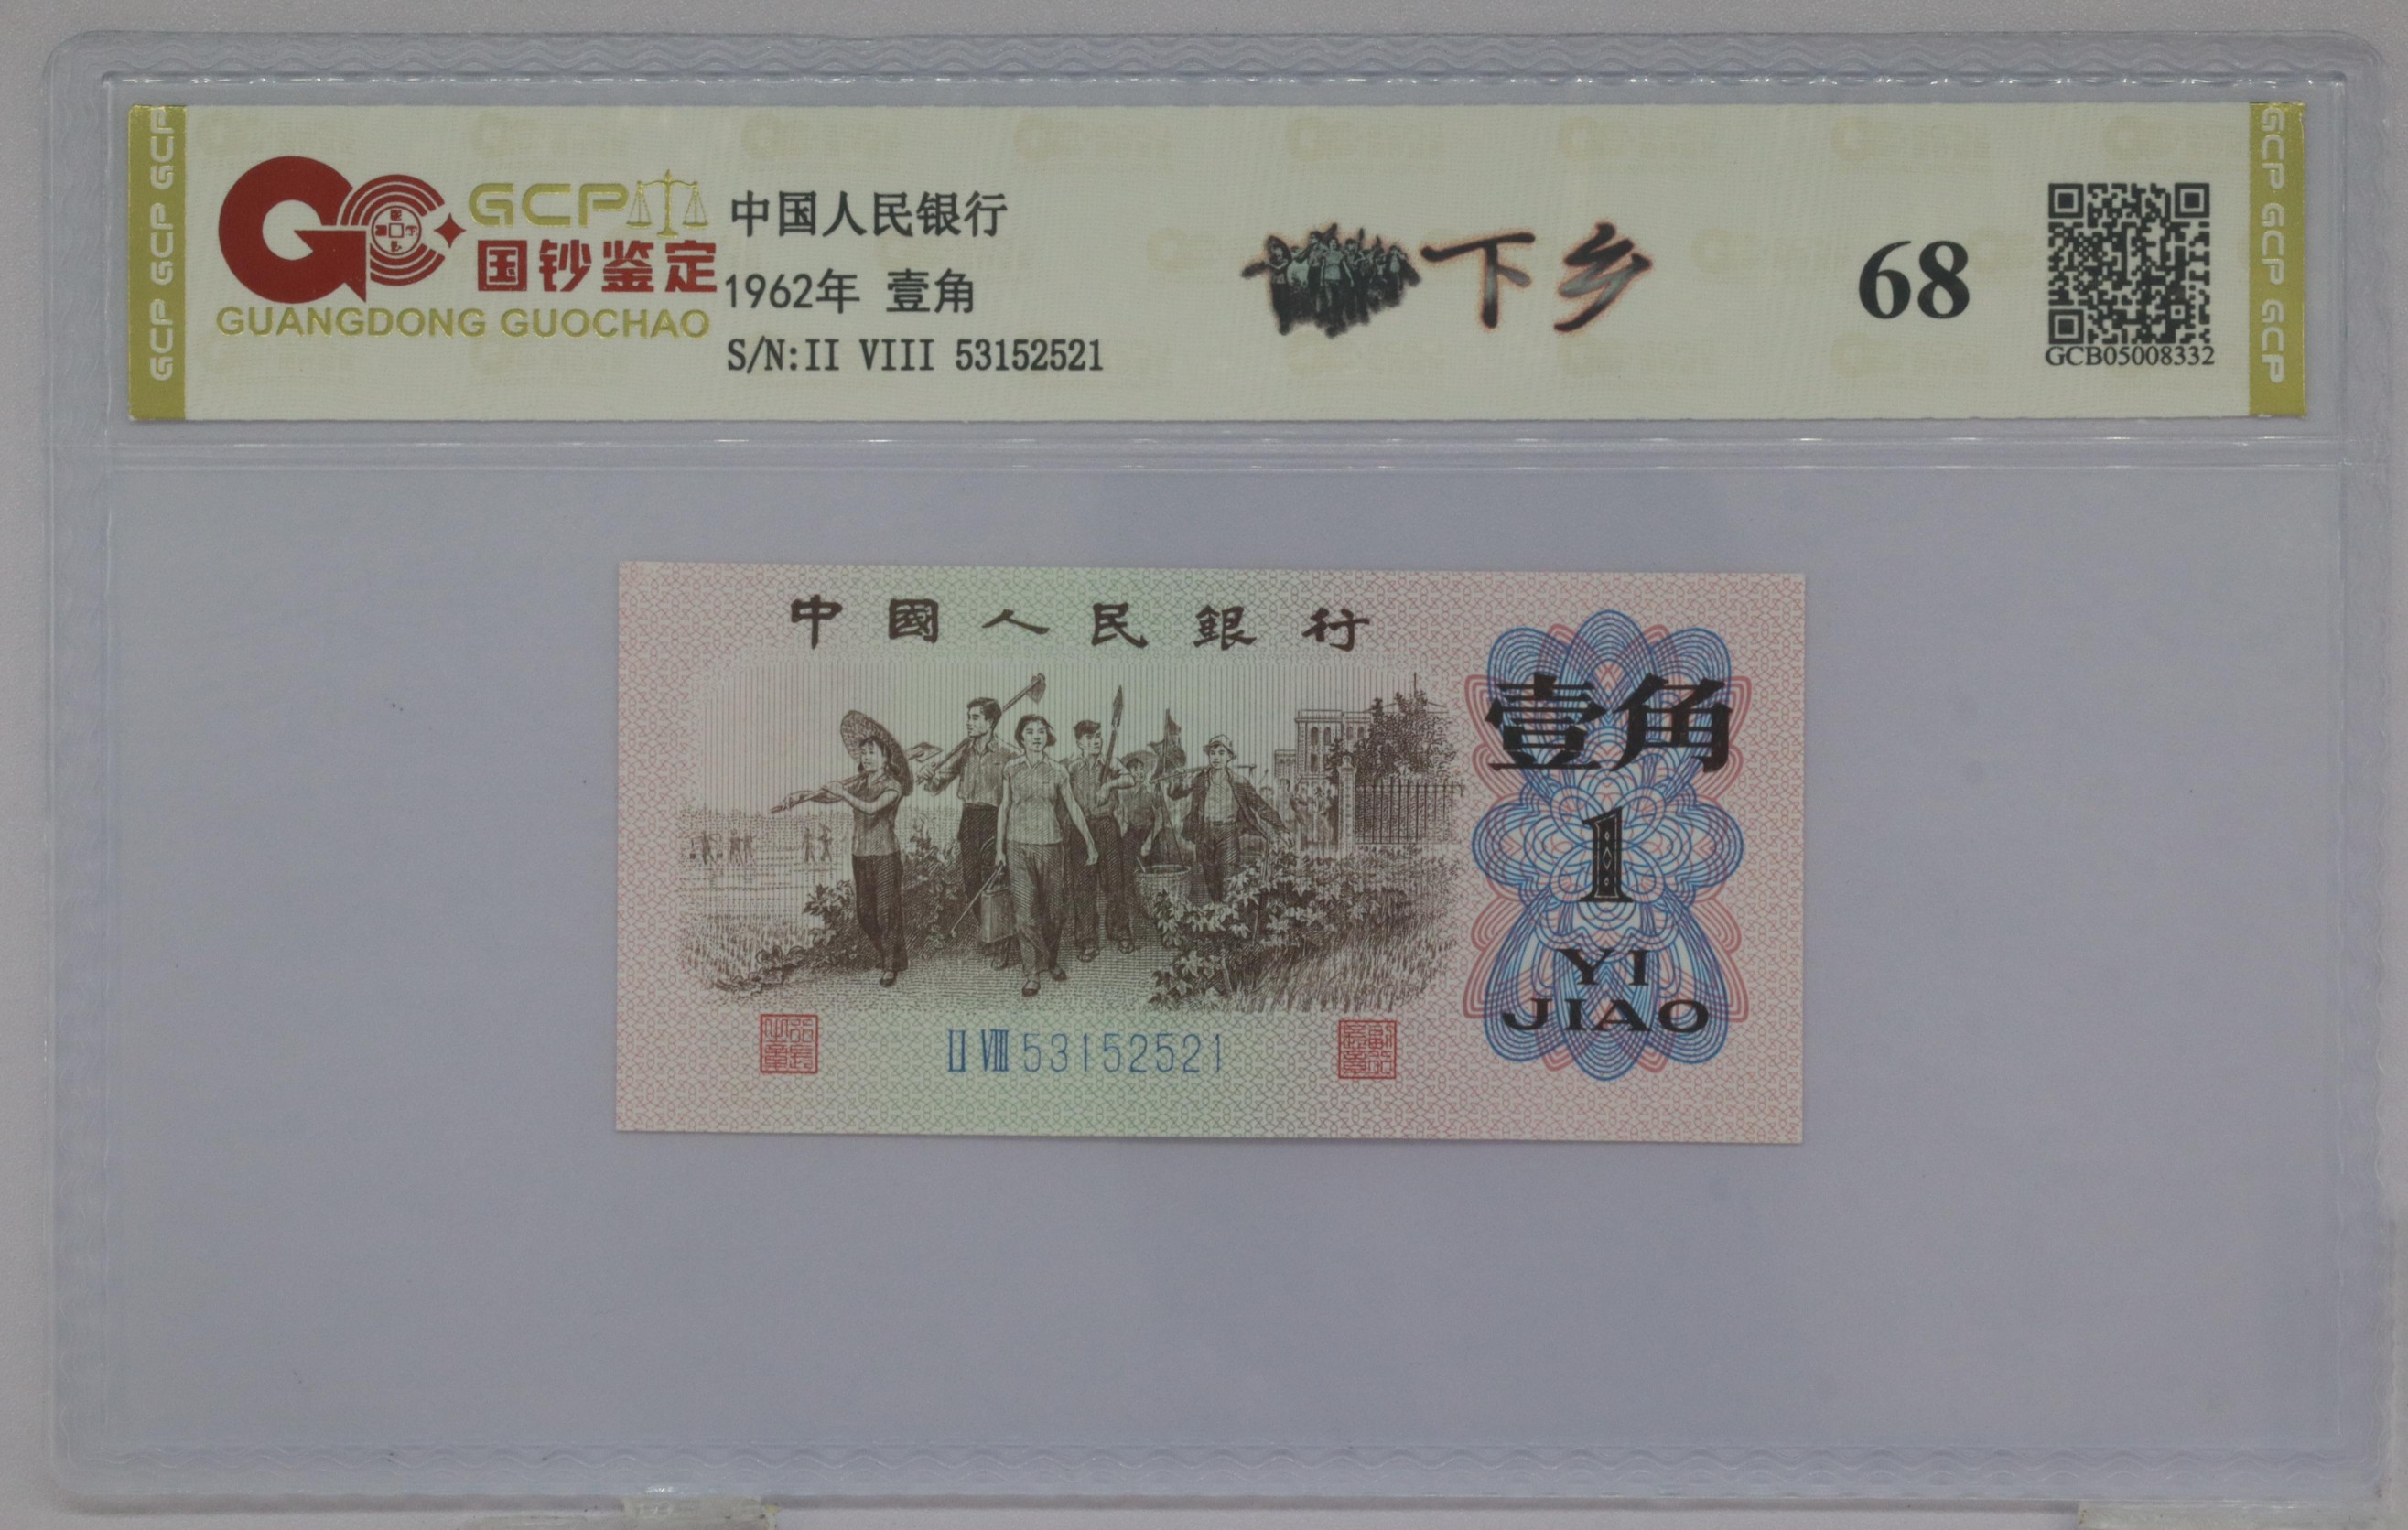 GCP
国钞鉴定
GUANGDONG GUOCHAO
中国人民银行
1962年 壹角
S/N:II VIII 53152521
下乡
68
GCB05008332
GCP GCP GCP
GCP GCP GCP
中國人民銀行
壹角
1
YI
JIAO
II VIII 53152521